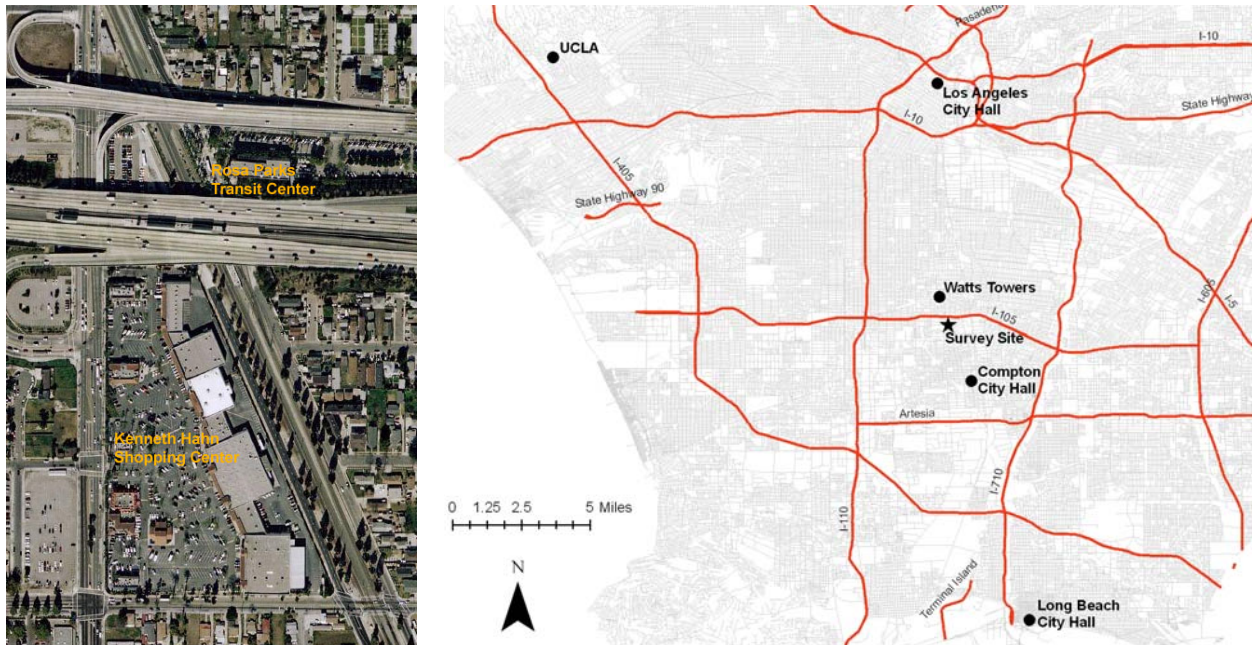 Rosa Parks
Transit Center
Kenneth Hahn
Shopping Center
UCLA
Pasadena
I-10
Los Angeles
City Hall
State Highway
I-10
I-405
State Highway 90
Watts Towers
I-105
Survey Site
I-605
I-5
Compton
City Hall
Artesia
0 1.25 2.5 5 Miles
I-710
I-110
N
Terminal Island
Long Beach
City Hall